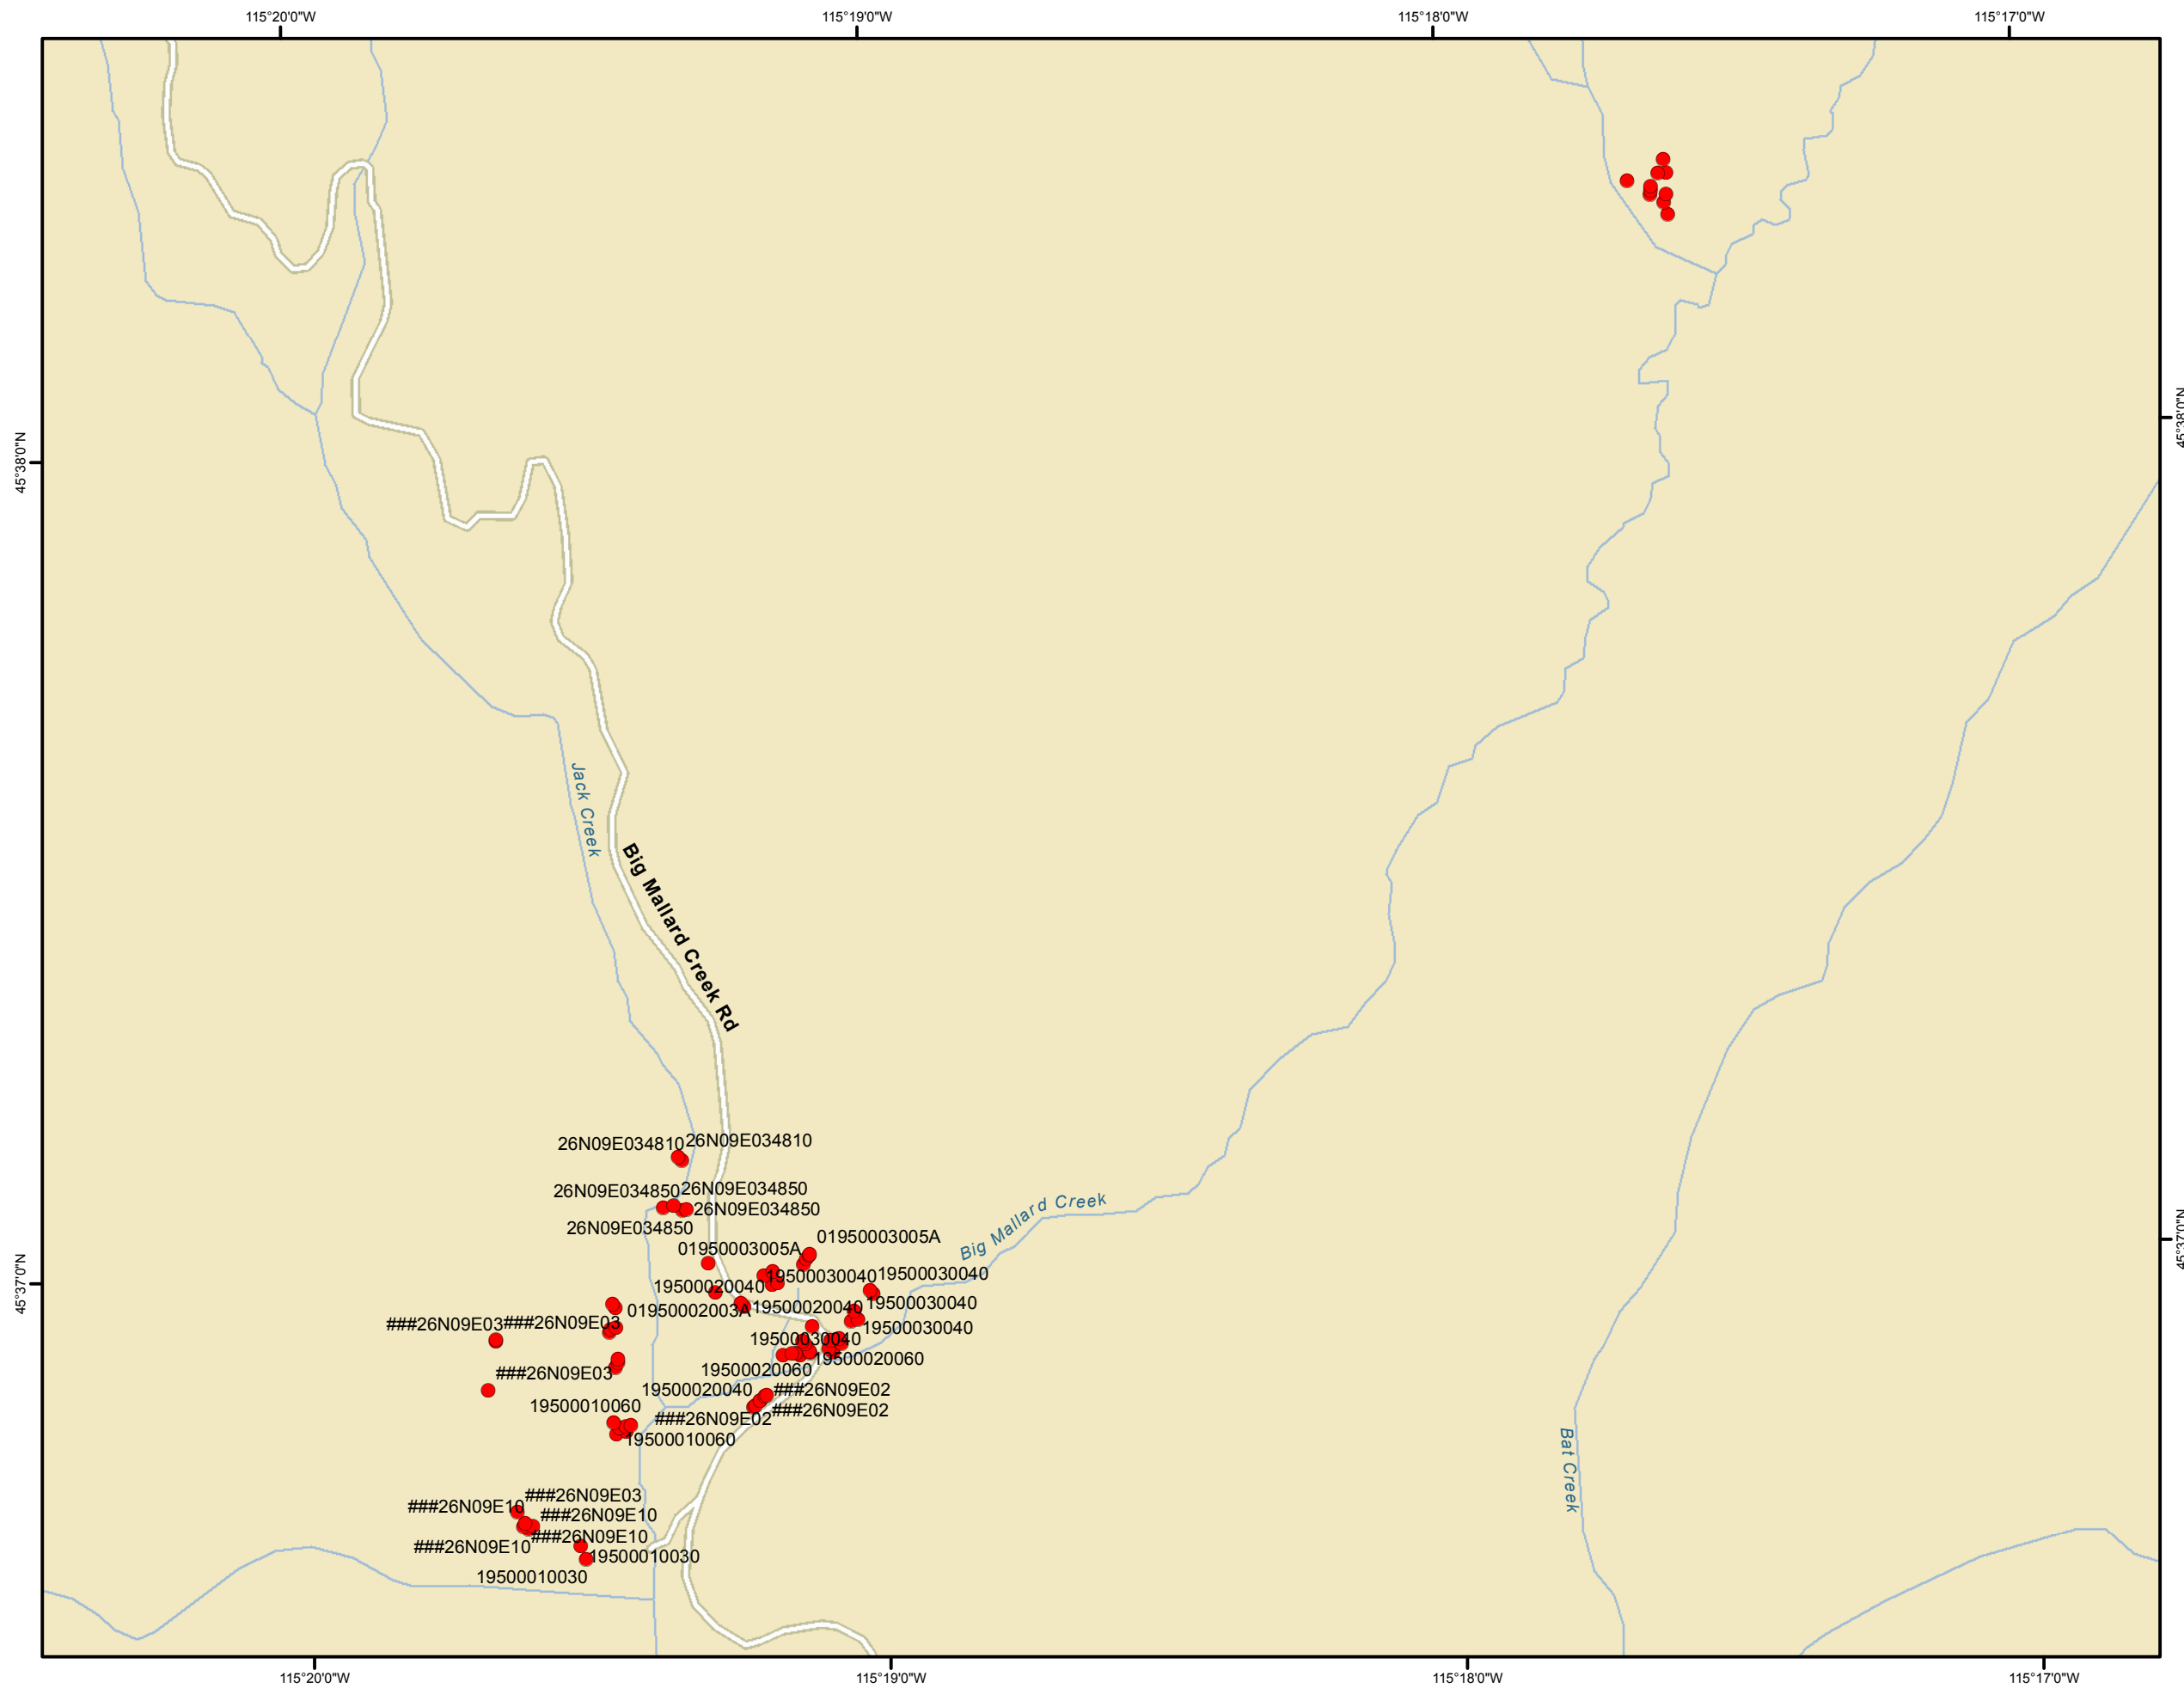 115°20'0"W
115°19'0"W
115°18'0"W
115°17'0"W
45°38'0"N
45°38'0"N
Jack Creek
Big Mallard Creek Rd
26N09E034810
26N09E034810
26N09E034850
26N09E034850
26N09E034850
26N09E034850
Big Mallard Creek
01950003005A
01950003005A
45°37'0"N
45°37'0"N
19500030040
19500030040
19500020040
19500030040
19500020040
01950002003A
###26N09E03
###26N09E03
19500030040
19500030040
19500020060
19500020060
###26N09E03
19500020040
###26N09E02
19500010060
###26N09E02
###26N09E02
19500010060
Bat Creek
###26N09E03
###26N09E10
###26N09E10
###26N09E10
###26N09E10
19500010030
19500010030
115°20'0"W
115°19'0"W
115°18'0"W
115°17'0"W